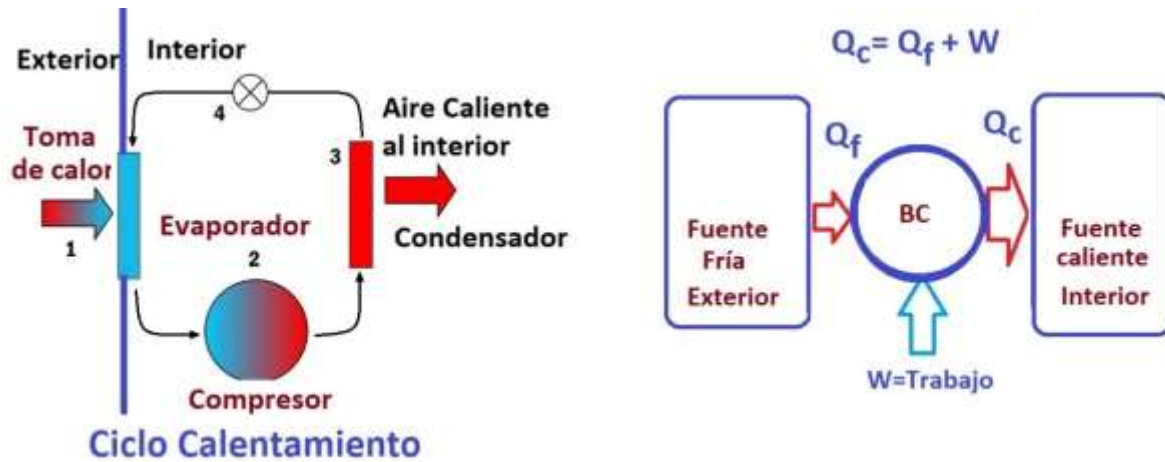 Exterior
Interior
4
Toma
de calor
1
3
Aire Caliente
al interior
Evaporador
2
Condensador
Compresor
Ciclo Calentamiento
Qc= Qf + W
Qf
Qc
BC
Fuente
Fría
Exterior
Fuente
caliente
Interior
W=Trabajo